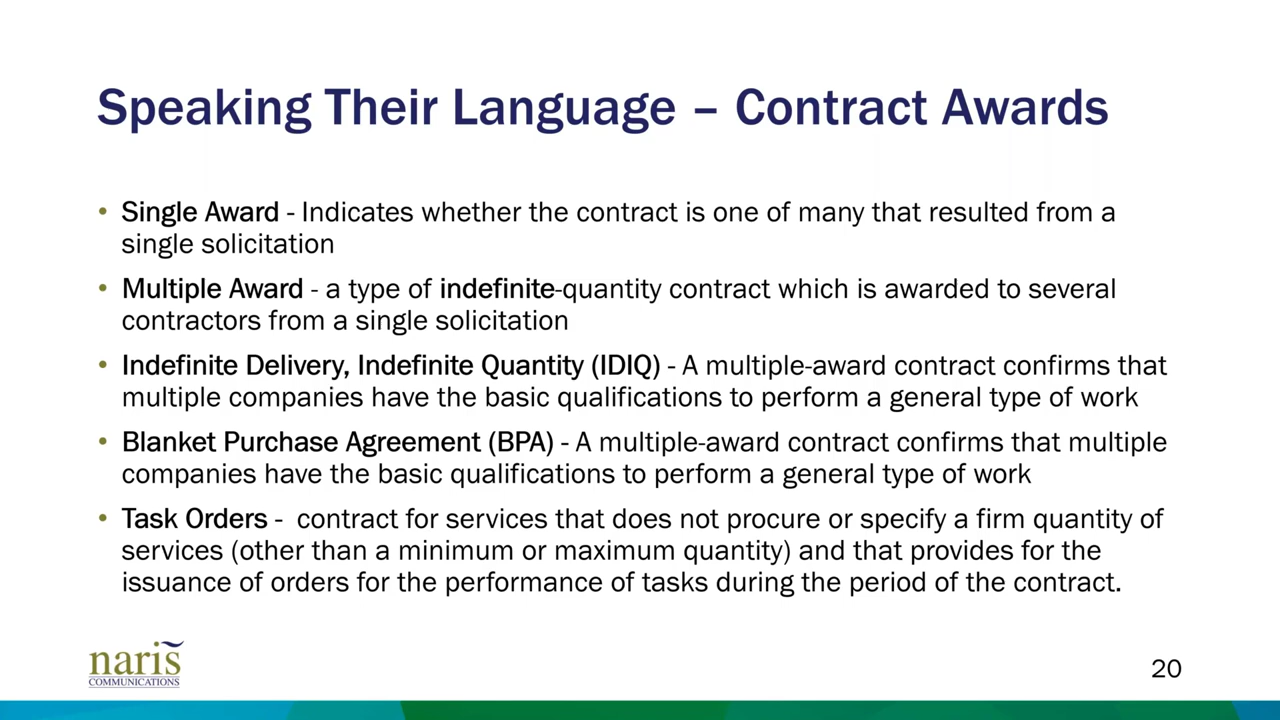 Speaking Their Language – Contract Awards
• Single Award - Indicates whether the contract is one of many that resulted from a
single solicitation
• Multiple Award - a type of indefinite-quantity contract which is awarded to several
contractors from a single solicitation
• Indefinite Delivery, Indefinite Quantity (IDIQ) - A multiple-award contract confirms that
multiple companies have the basic qualifications to perform a general type of work
• Blanket Purchase Agreement (BPA) - A multiple-award contract confirms that multiple
companies have the basic qualifications to perform a general type of work
• Task Orders - contract for services that does not procure or specify a firm quantity of
services (other than a minimum or maximum quantity) and that provides for the
issuance of orders for the performance of tasks during the period of the contract.
naris
COMMUNICATIONS
20